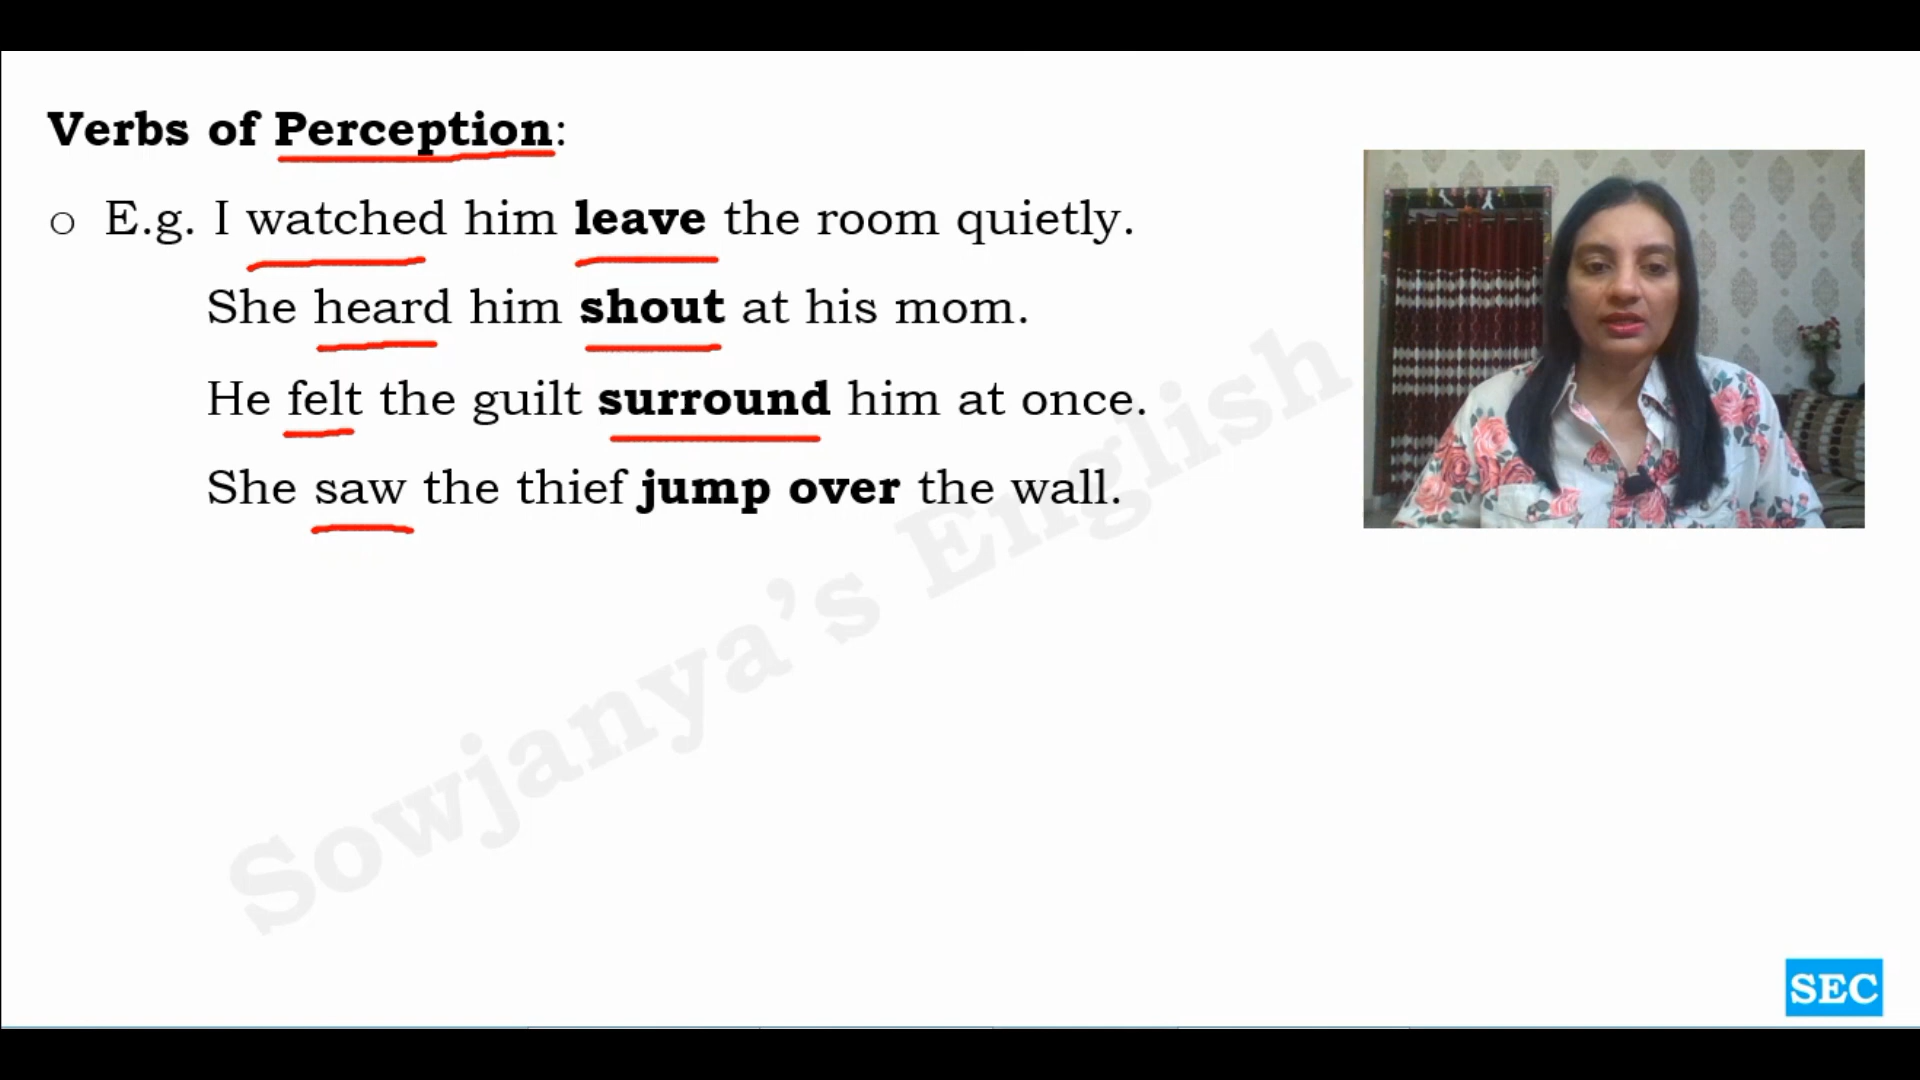 Verbs of Perception:
o E.g. I watched him leave the room quietly.
She heard him shout at his mom.
He felt the guilt surround him at once.
She saw the thief jump over the wall.
Sowjanya’s English
SEC